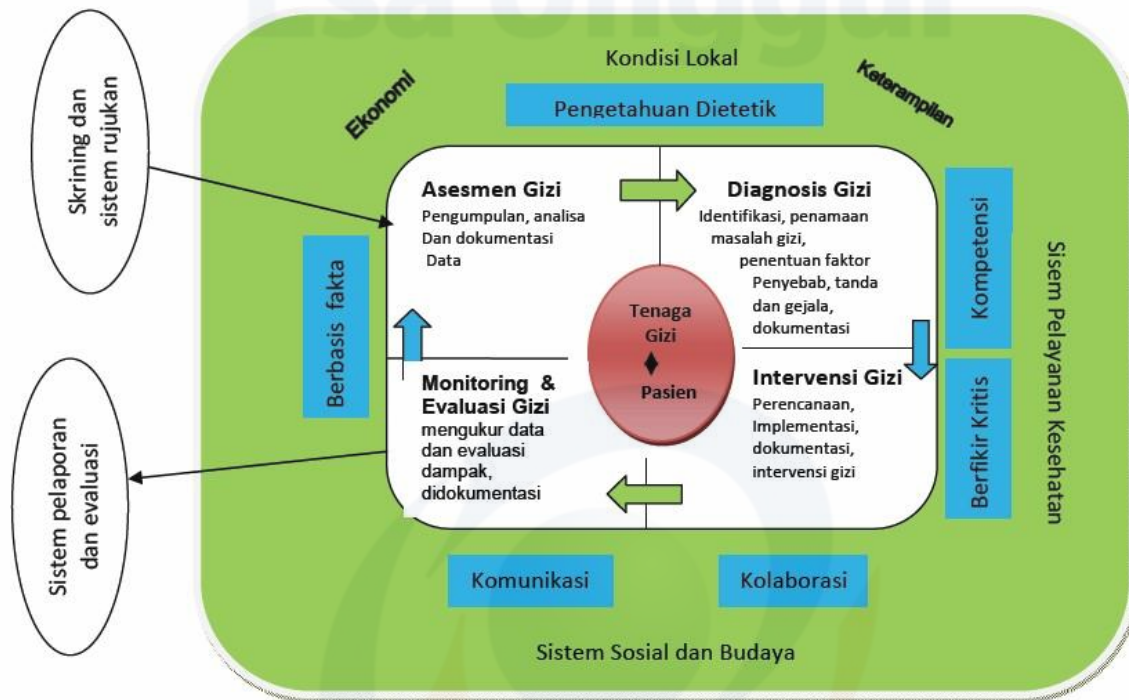 Esa Unggul
Kondisi Lokal
Ekonomi
Keterampilan
Pengetahuan Dietetik
Skrining dan
sistem rujukan
Asesmen Gizi
Pengumpulan, analisa
Dan dokumentasi
Data
Diagnosis Gizi
Identifikasi, penamaan
masalah gizi,
penentuan faktor
Penyebab, tanda
dan gejala,
dokumentasi
Kompetensi
Sisem Pelayanan Kesehatan
Berbasis fakta
Tenaga
Gizi
Pasien
Monitoring &
Evaluasi Gizi
mengukur data
dan evaluasi
dampak,
didokumentasi
Intervensi Gizi
Perencanaan,
Implementasi,
dokumentasi,
intervensi gizi
Berfikir Kritis
Sistem pelaporan
dan evaluasi
Komunikasi
Kolaborasi
Sistem Sosial dan Budaya